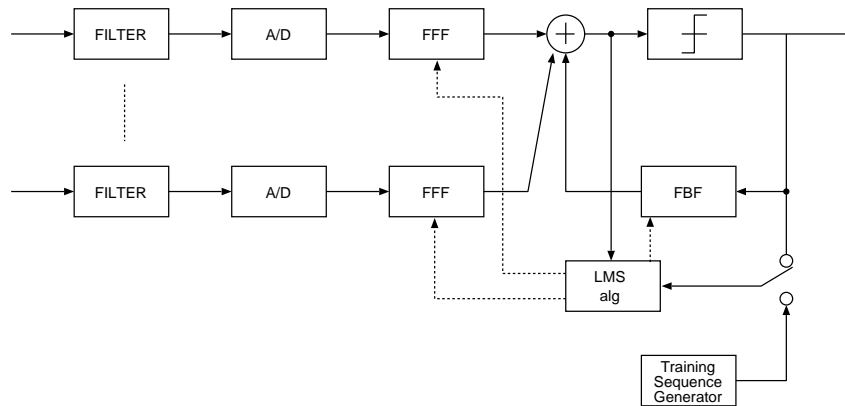 FILTER
A/D
FFF
FILTER
A/D
FFF
FBF
LMS
alg
Training
Sequence
Generator